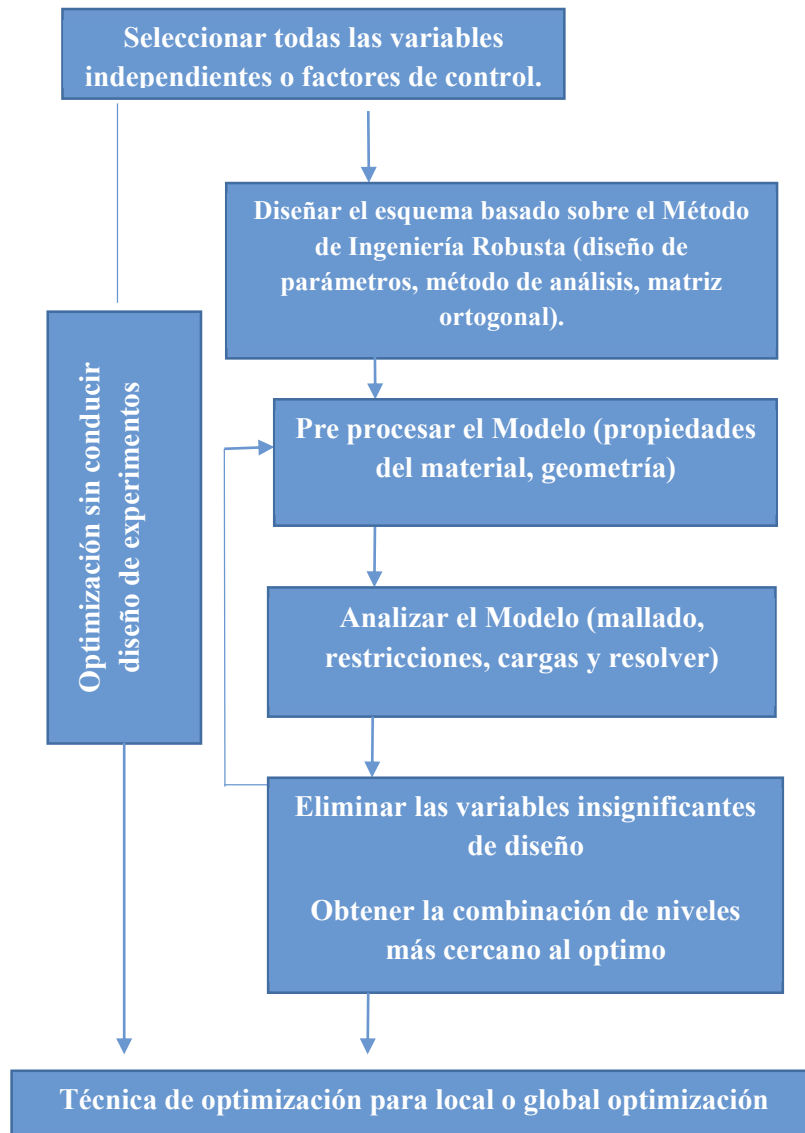 Seleccionar todas las variables
independientes o factores de control.
Diseñar el esquema basado sobre el Método
de Ingeniería Robusta (diseño de
parámetros, método de análisis, matriz
ortogonal).
Optimización sin conducir
diseño de experimentos
Pre procesar el Modelo (propiedades
del material, geometría)
Analizar el Modelo (mallado,
restricciones, cargas y resolver)
Eliminar las variables insignificantes
de diseño
Obtener la combinación de niveles
más cercano al optimo
Técnica de optimización para local o global optimización